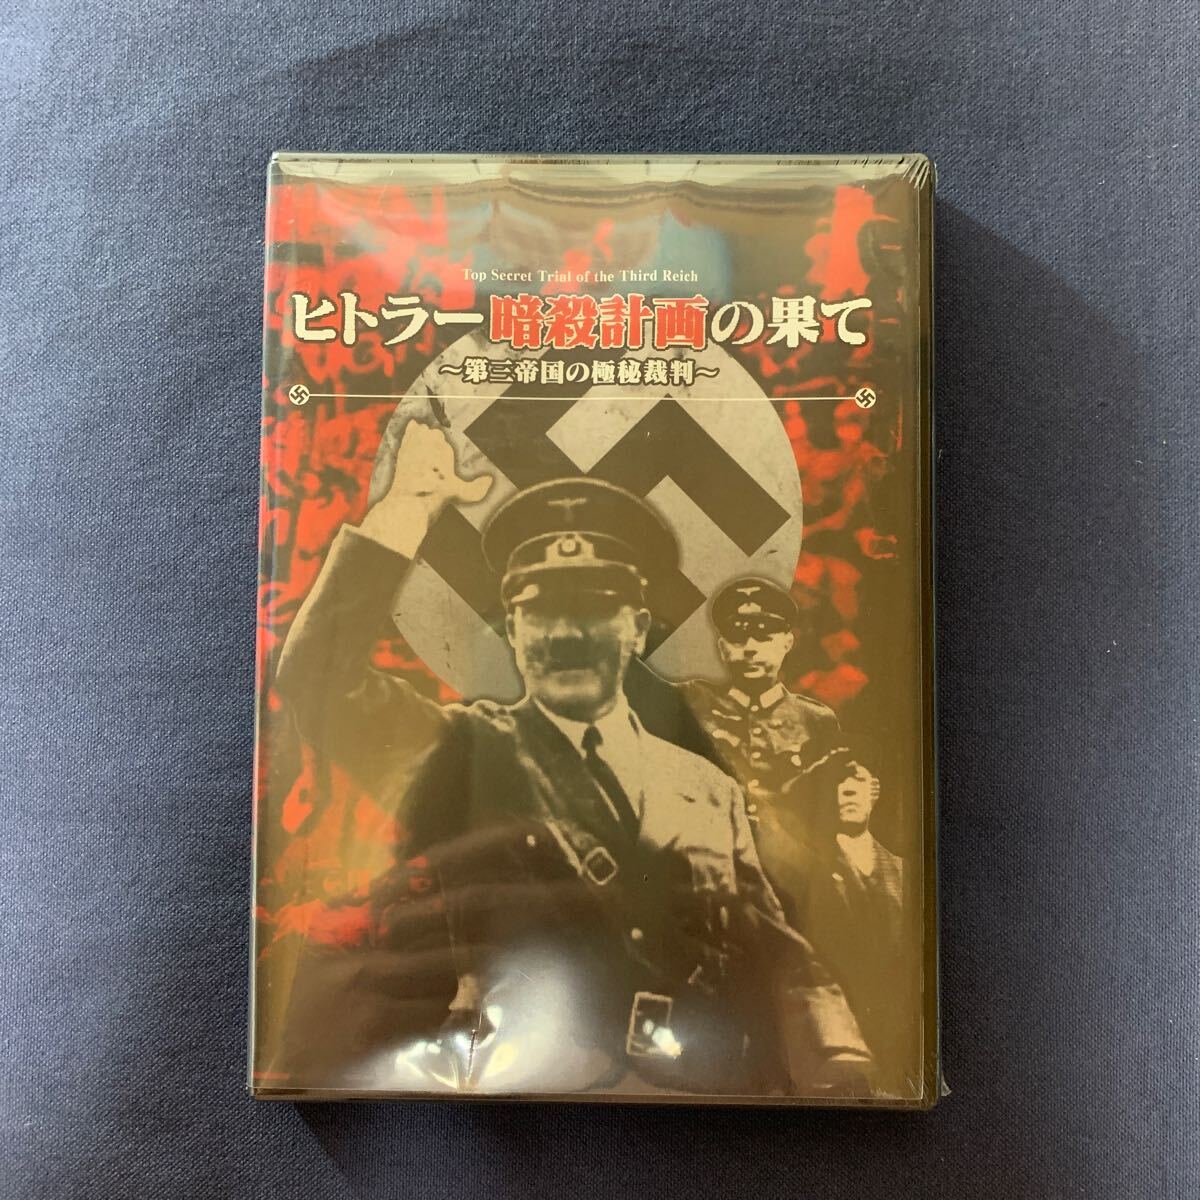 Top Secret Trial of the Third Reich
ヒトラー暗殺計画の果て
～第三帝国の極秘裁判～